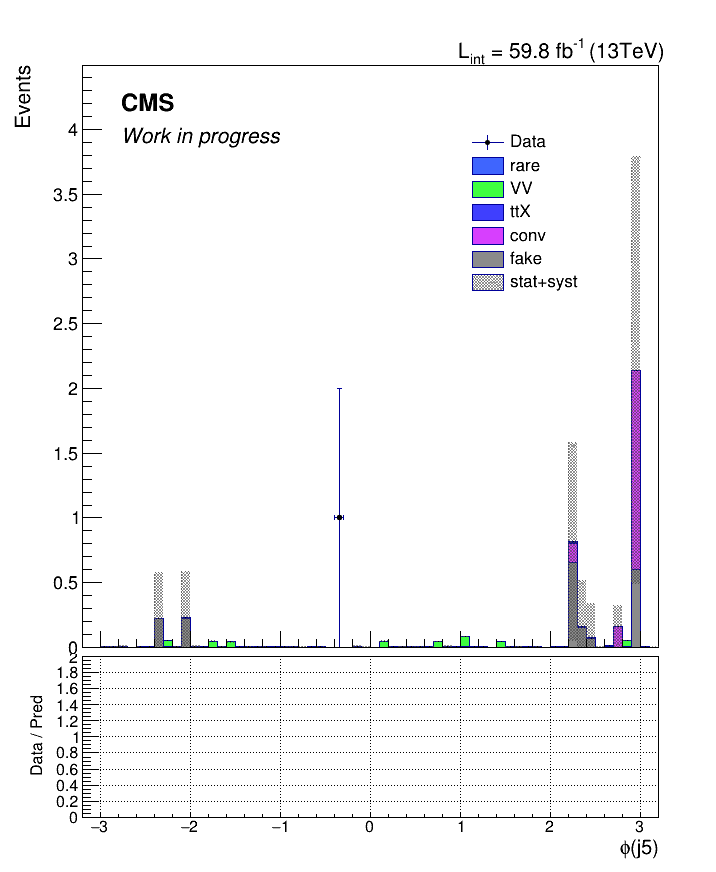 L_int = 59.8 fb^-1 (13TeV)
Events
CMS
Work in progress
Data
rare
VV
ttX
conv
fake
stat+syst
4
3.5
3
2.5
2
1.5
1
0.5
0
Data / Pred
2
1.8
1.6
1.4
1.2
1
0.8
0.6
0.4
0.2
0
−3 −2 −1 0 1 2 3
ϕ(j5)